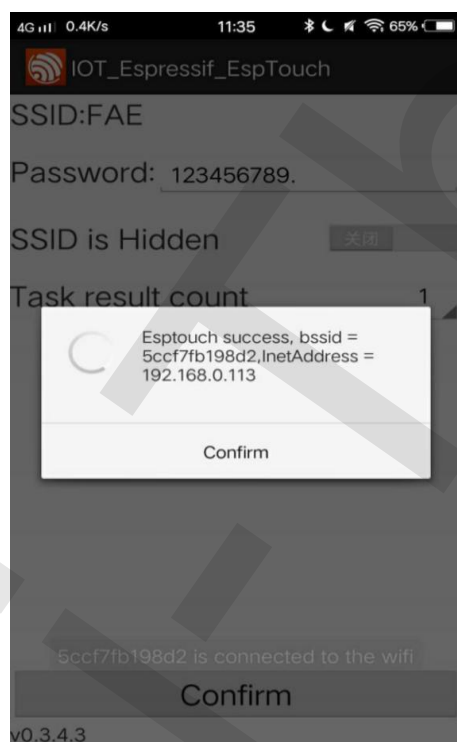 4G 0.4K/s 11:35 65%
IOT_Espressif_EspTouch
SSID:FAE
Password: 123456789.
SSID is Hidden 关闭
Task result count 1
Esptouch success, bssid =
5ccf7fb198d2,InetAddress =
192.168.0.113
Confirm
5ccf7fb198d2 is connected to the wifi
Confirm
v0.3.4.3